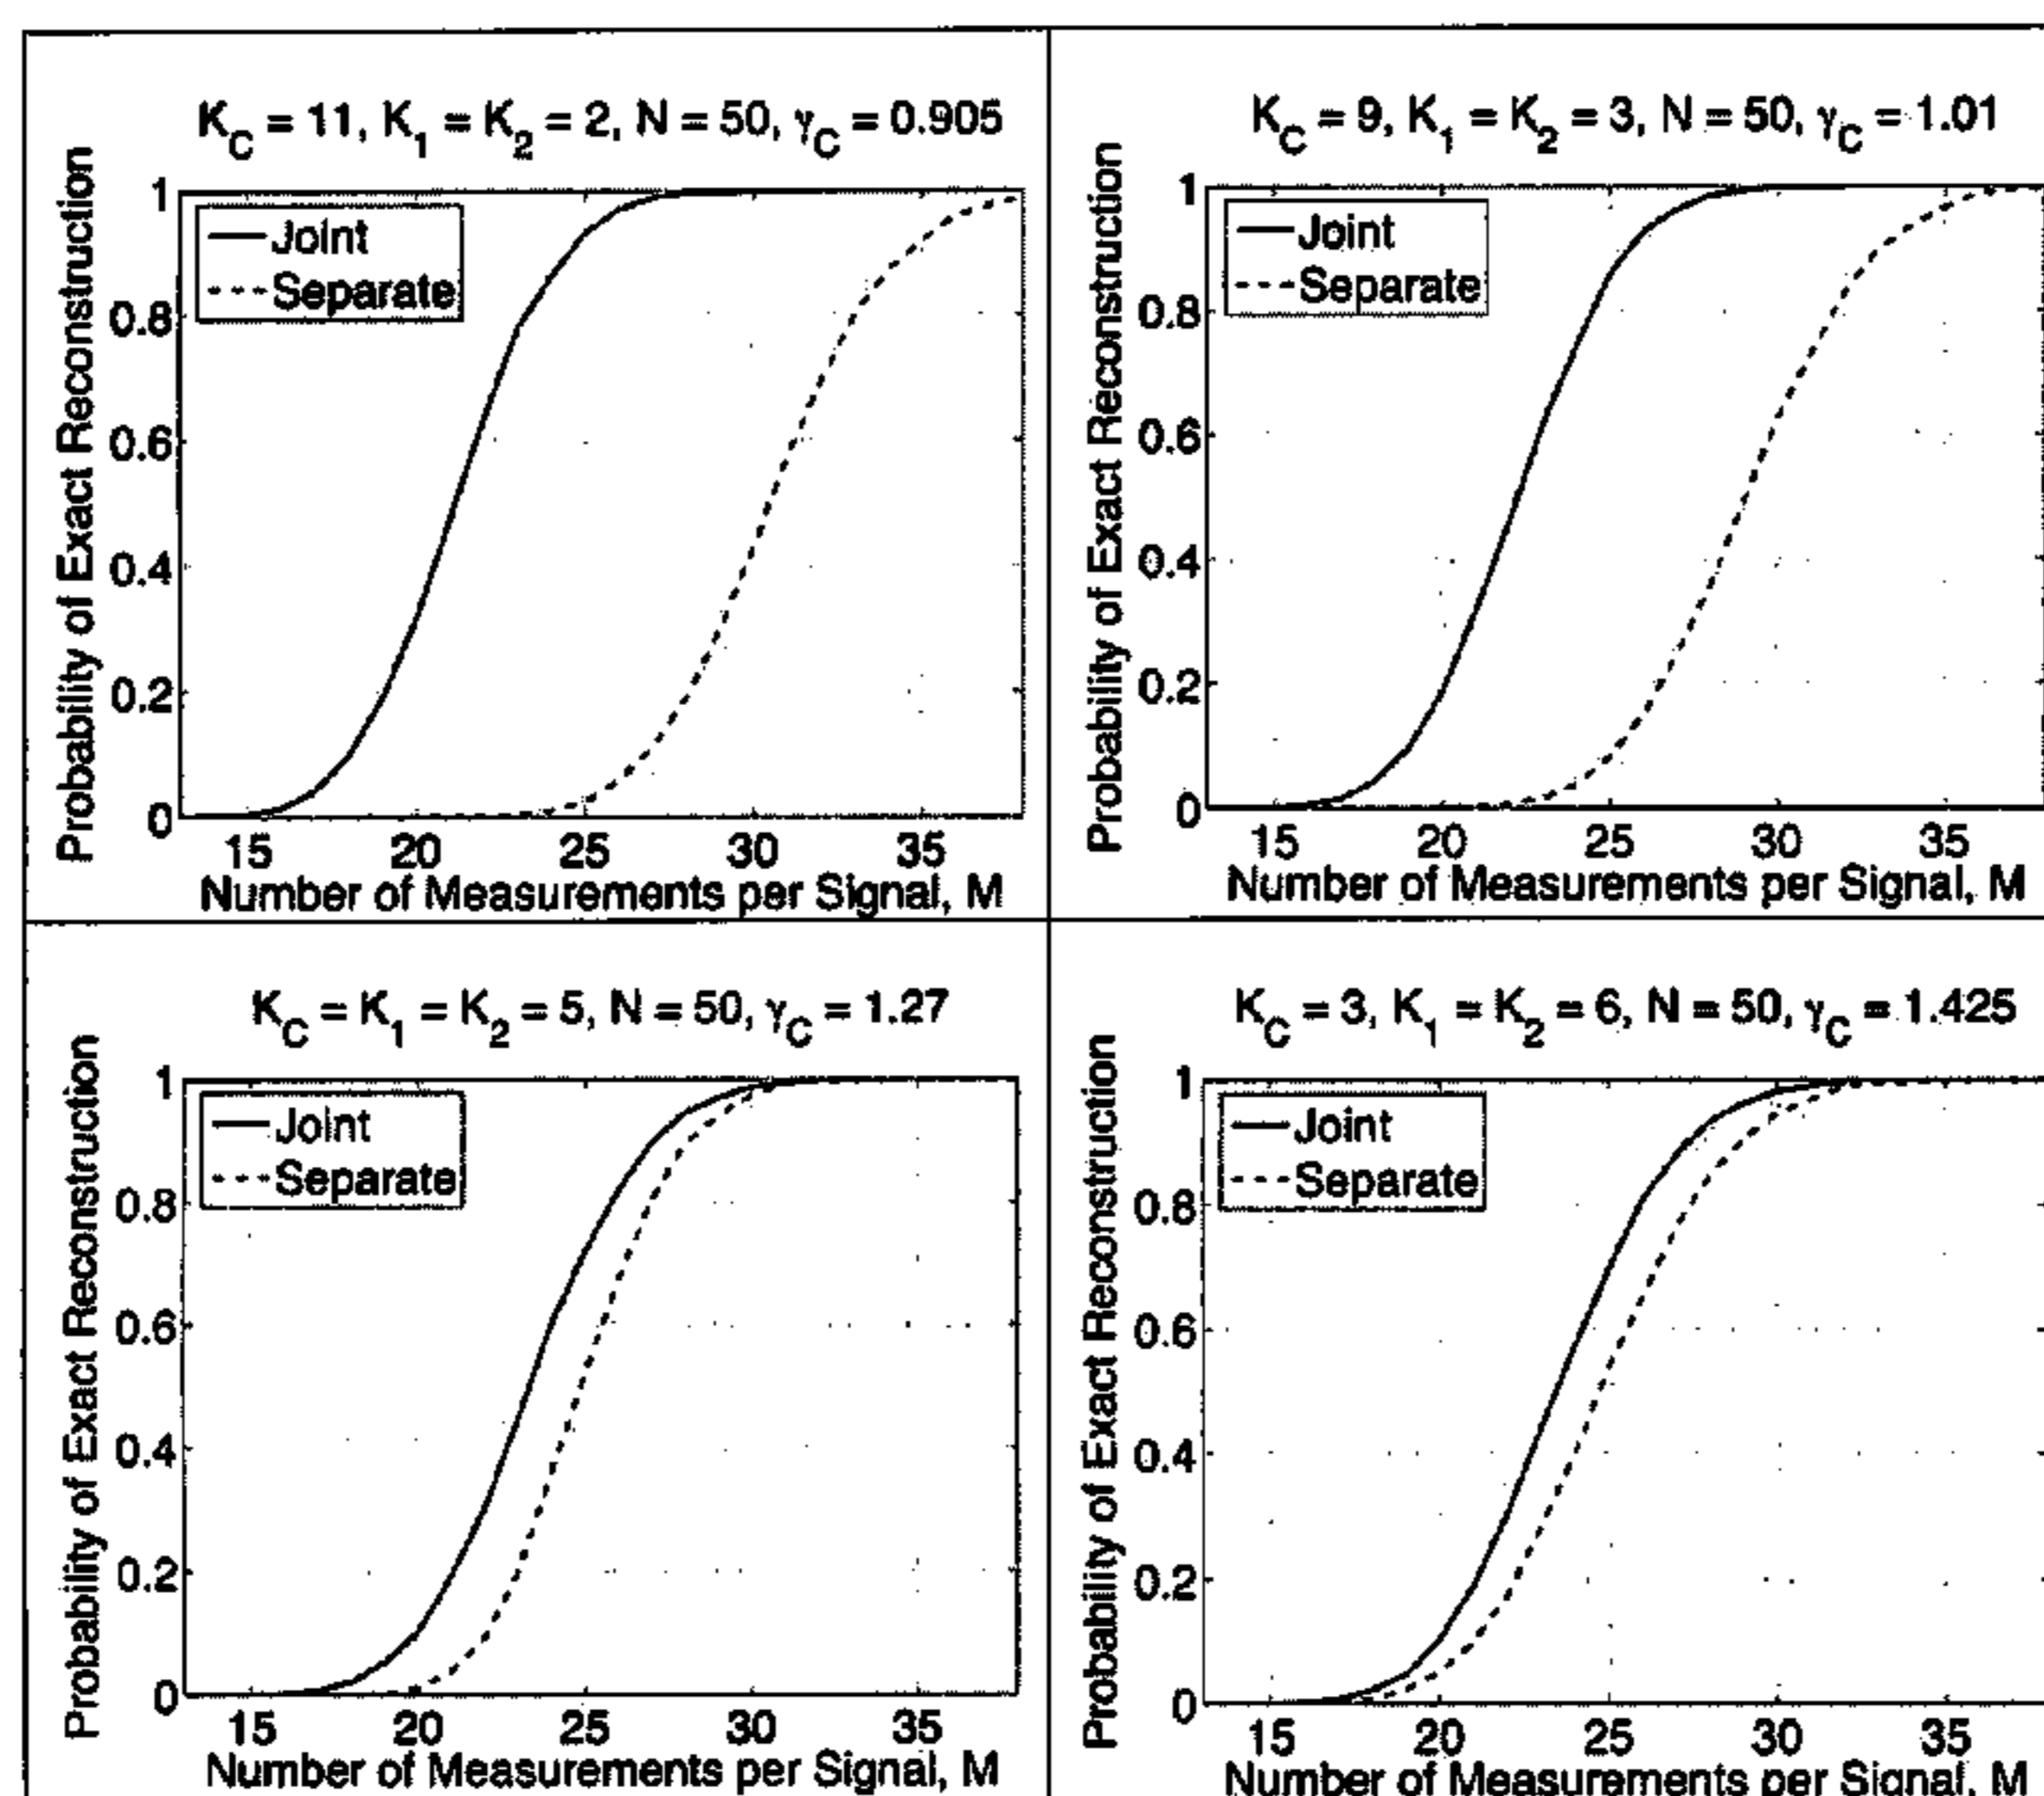 K_C = 11, K_1 = K_2 = 2, N = 50, γ_C = 0.905
Probability of Exact Reconstruction
1
0.8
0.6
0.4
0.2
0
Joint
Separate
15 20 25 30 35
Number of Measurements per Signal, M
K_C = 9, K_1 = K_2 = 3, N = 50, γ_C = 1.01
Probability of Exact Reconstruction
1
0.8
0.6
0.4
0.2
0
Joint
Separate
15 20 25 30 35
Number of Measurements per Signal, M
K_C = K_1 = K_2 = 5, N = 50, γ_C = 1.27
Probability of Exact Reconstruction
1
0.8
0.6
0.4
0.2
0
Joint
Separate
15 20 25 30 35
Number of Measurements per Signal, M
K_C = 3, K_1 = K_2 = 6, N = 50, γ_C = 1.425
Probability of Exact Reconstruction
1
0.8
0.6
0.4
0.2
0
Joint
Separate
15 20 25 30 35
Number of Measurements per Signal, M